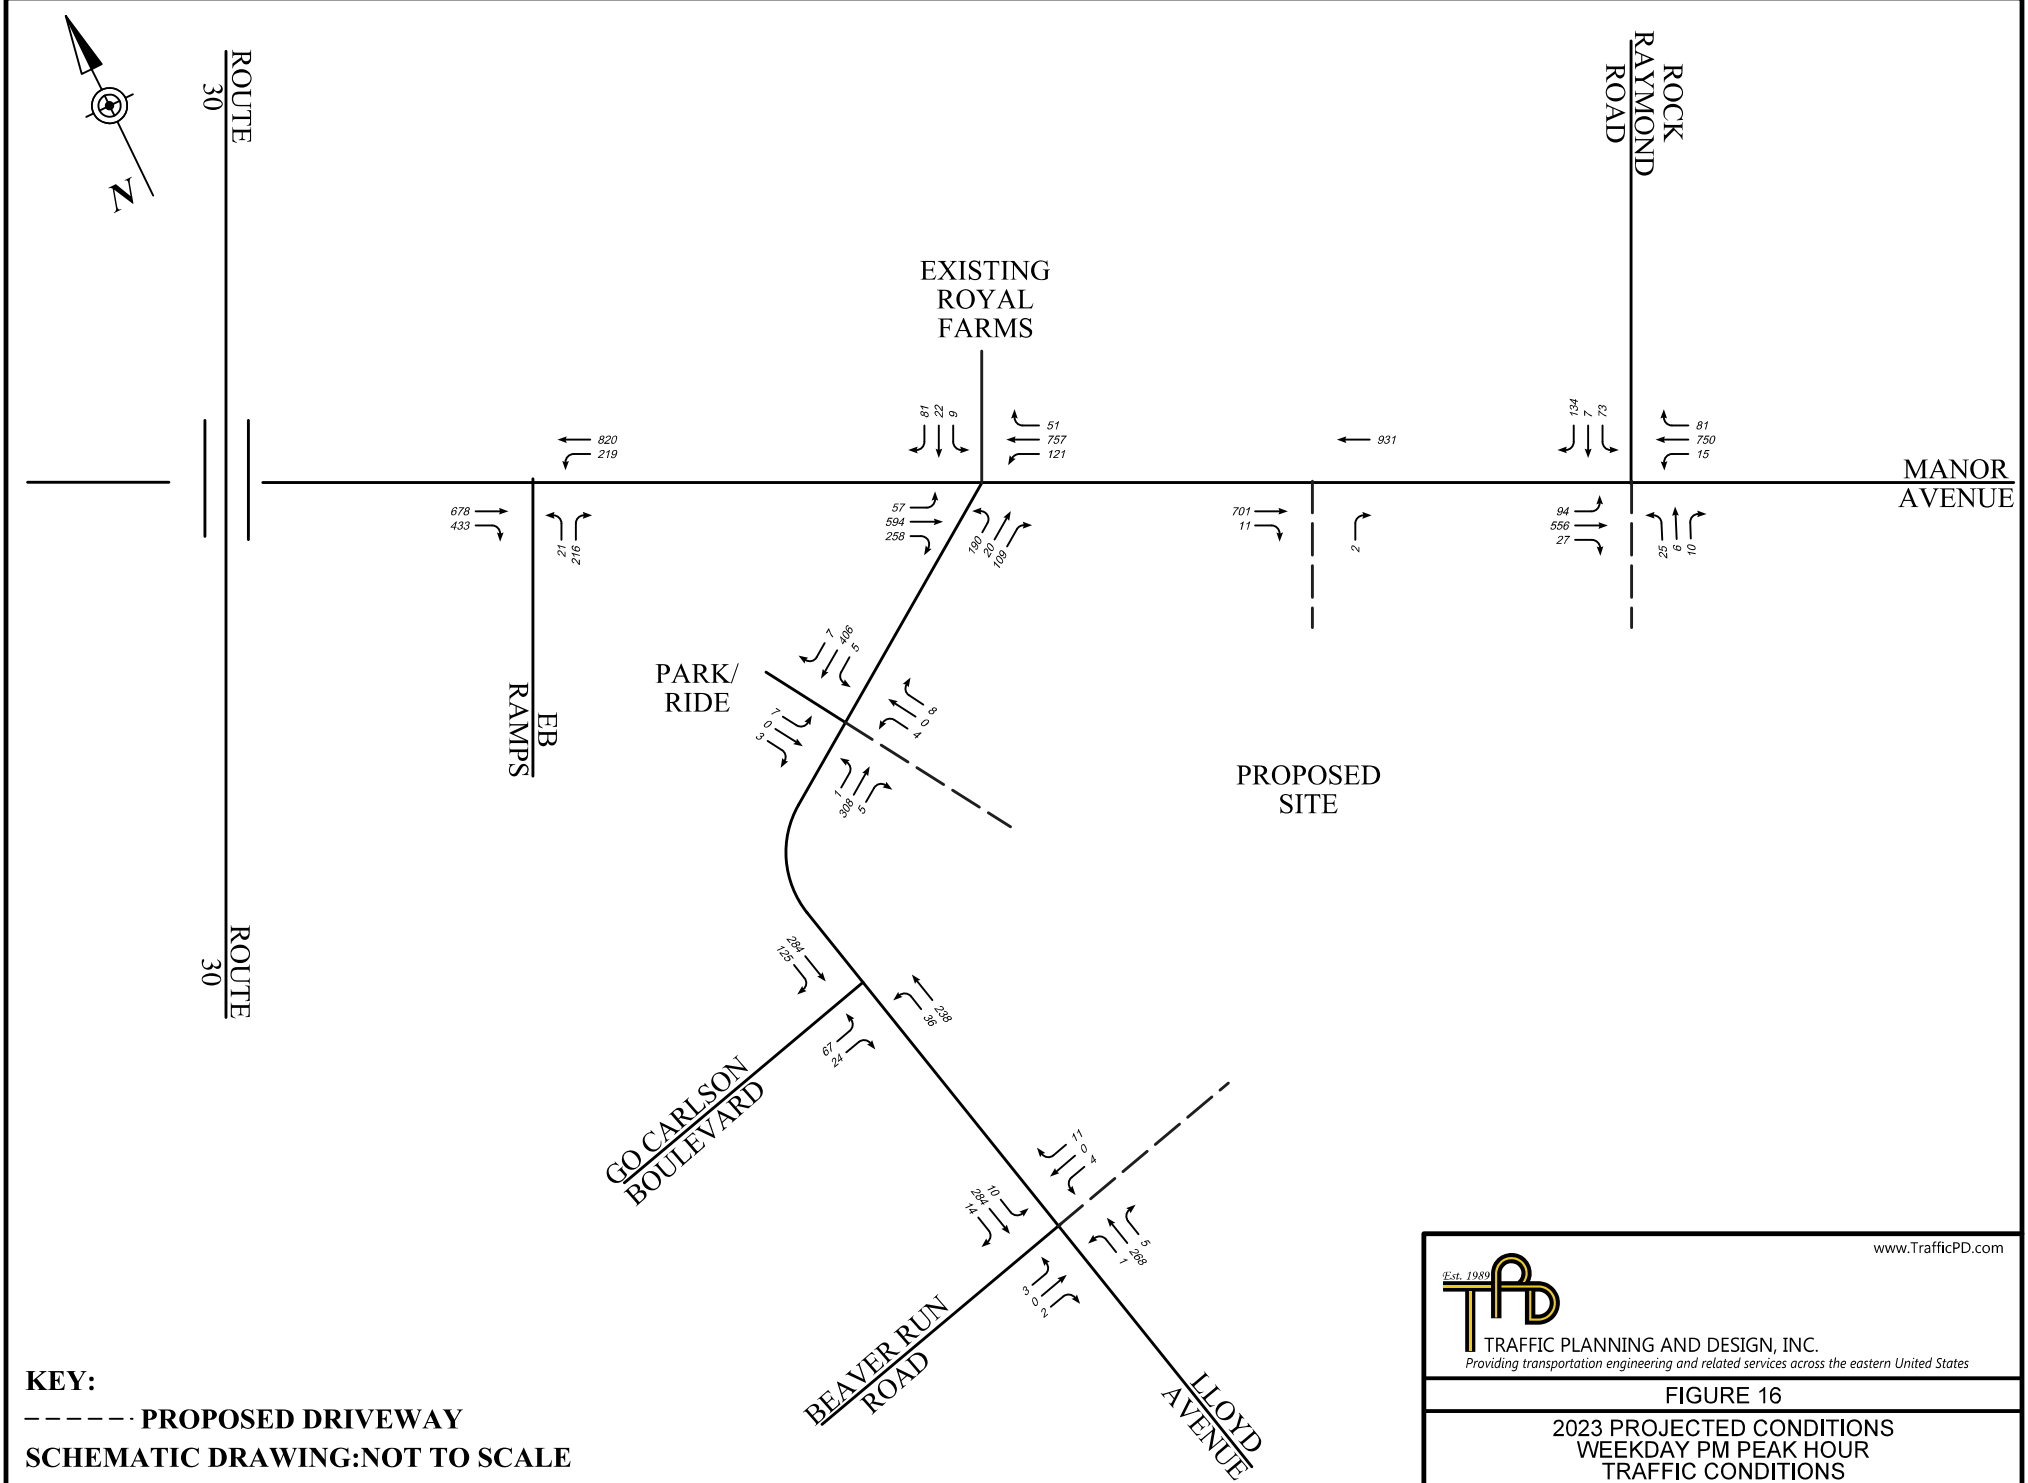 ROUTE
30
N
ROCK
RAYMOND
ROAD
EXISTING
ROYAL
FARMS
81
22
9
51
757
121
820
219
931
134
7
73
81
750
15
MANOR
AVENUE
678
433
21
216
57
594
258
190
20
109
701
11
2
94
556
27
25
6
10
7
406
5
PARK/
RIDE
EB
RAMPS
7
0
3
8
0
4
1
308
5
PROPOSED
SITE
ROUTE
30
284
125
238
36
67
24
GO CARLSON
BOULEVARD
11
0
4
10
284
14
5
268
1
3
0
2
BEAVER RUN
ROAD
LLOYD
AVENUE
KEY:
PROPOSED DRIVEWAY
SCHEMATIC DRAWING:NOT TO SCALE
www.TrafficPD.com
Est. 1989
TPD
TRAFFIC PLANNING AND DESIGN, INC.
Providing transportation engineering and related services across the eastern United States
FIGURE 16
2023 PROJECTED CONDITIONS
WEEKDAY PM PEAK HOUR
TRAFFIC CONDITIONS